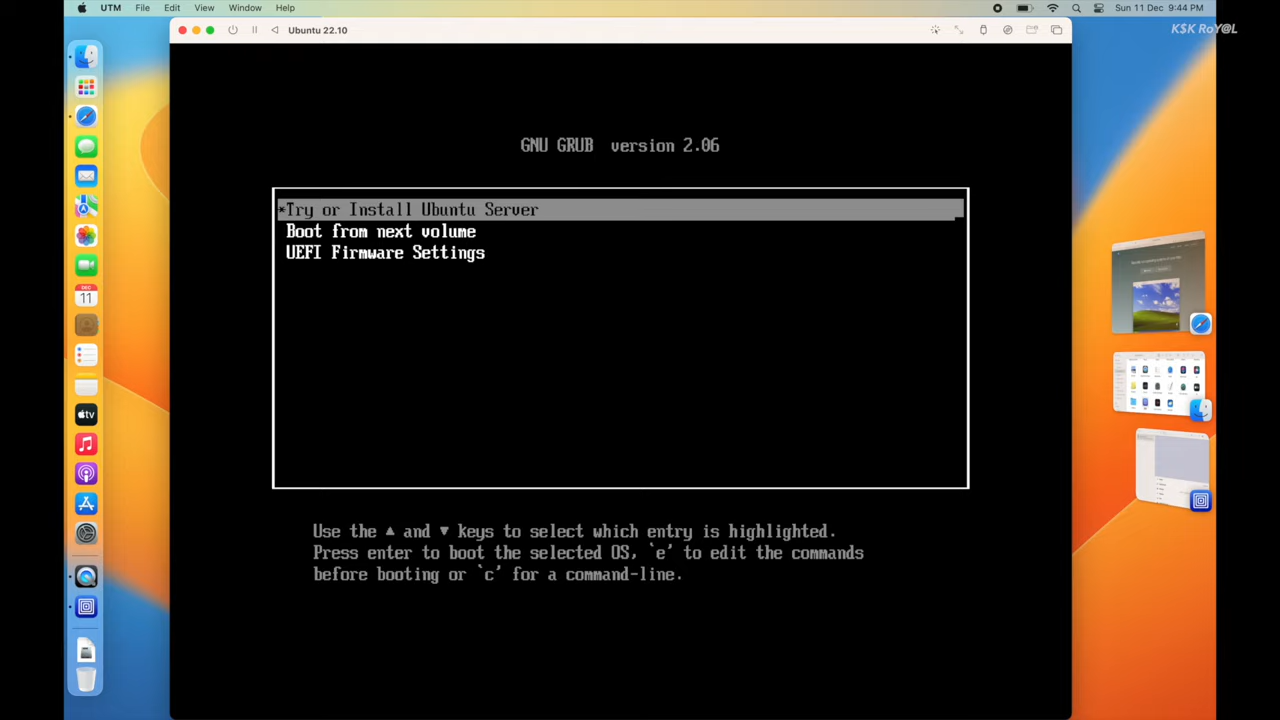 UTM File Edit View Window Help
Sun 11 Dec 9:44 PM
Ubuntu 22.10
K$K RoY@L
GNU GRUB version 2.06
*Try or Install Ubuntu Server
Boot from next volume
UEFI Firmware Settings
Use the ▲ and ▼ keys to select which entry is highlighted.
Press enter to boot the selected OS, `e' to edit the commands
before booting or `c' for a command-line.
DEC
11
tv